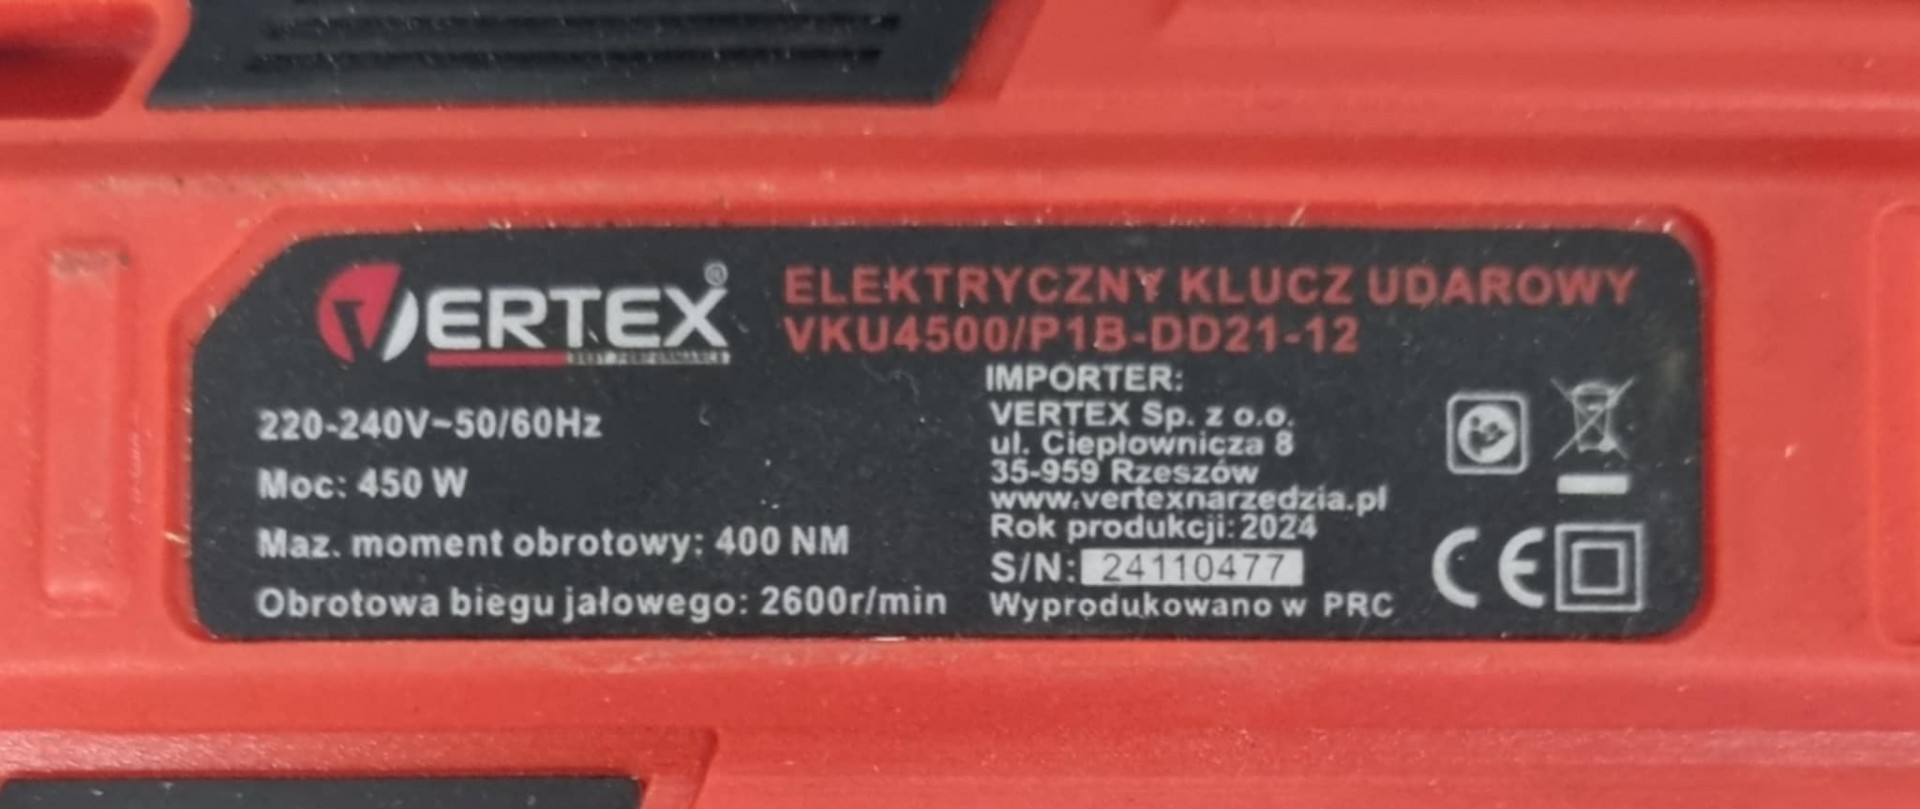 VERTEX®
BEST PERFORMANCE
ELEKTRYCZNY KLUCZ UDAROWY
VKU4500/P1B-DD21-12
220-240V~50/60Hz
Moc: 450 W
Maz. moment obrotowy: 400 NM
Obrotowa biegu jałowego: 2600r/min
IMPORTER:
VERTEX Sp. z o.o.
ul. Ciepłownicza 8
35-959 Rzeszów
www.vertexnarzedzia.pl
Rok produkcji: 2024
S/N: 24110477
Wyprodukowano w PRC
CE